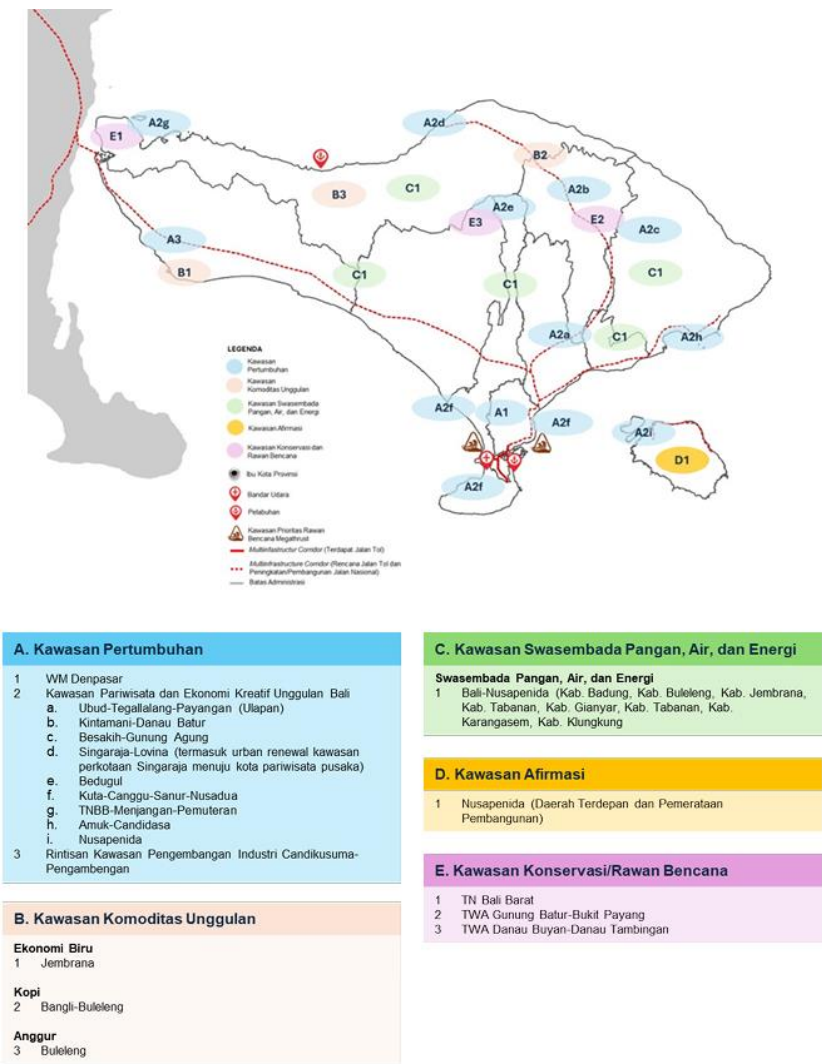 A2g
E1
A2d
B2
B3
C1
A2b
A2e
E3
E2
A2c
A3
B1
C1
C1
C1
A2a
C1
A2h
A2f
A1
A2f
A2i
D1
A2f
LEGENDA
Kawasan
Pertumbuhan
Kawasan
Komoditas Unggulan
Kawasan Swasembada
Pangan, Air, dan Energi
Kawasan Afirmasi
Kawasan Konservasi dan
Rawan Bencana
Ibu Kota Provinsi
Bandar Udara
Pelabuhan
Kawasan Prioritas Rawan
Bencana Megathrust
Multiinfrastructur Corridor (Terdapat Jalan Tol)
Multiinfrastructure Corridor (Rencana Jalan Tol dan
Peningkatan/Pembangunan Jalan Nasional)
Batas Administrasi
A. Kawasan Pertumbuhan
1 WM Denpasar
2 Kawasan Pariwisata dan Ekonomi Kreatif Unggulan Bali
a. Ubud-Tegallalang-Payangan (Ulapan)
b. Kintamani-Danau Batur
c. Besakih-Gunung Agung
d. Singaraja-Lovina (termasuk urban renewal kawasan
perkotaan Singaraja menuju kota pariwisata pusaka)
e. Bedugul
f. Kuta-Canggu-Sanur-Nusadua
g. TNBB-Menjangan-Pemuteran
h. Amuk-Candidasa
i. Nusapenida
3 Rintisan Kawasan Pengembangan Industri Candikusuma-
Pengambengan
B. Kawasan Komoditas Unggulan
Ekonomi Biru
1 Jembrana
Kopi
2 Bangli-Buleleng
Anggur
3 Buleleng
C. Kawasan Swasembada Pangan, Air, dan Energi
Swasembada Pangan, Air, dan Energi
1 Bali-Nusapenida (Kab. Badung, Kab. Buleleng, Kab. Jembrana,
Kab. Tabanan, Kab. Gianyar, Kab. Tabanan, Kab.
Karangasem, Kab. Klungkung
D. Kawasan Afirmasi
1 Nusapenida (Daerah Terdepan dan Pemerataan
Pembangunan)
E. Kawasan Konservasi/Rawan Bencana
1 TN Bali Barat
2 TWA Gunung Batur-Bukit Payang
3 TWA Danau Buyan-Danau Tambingan